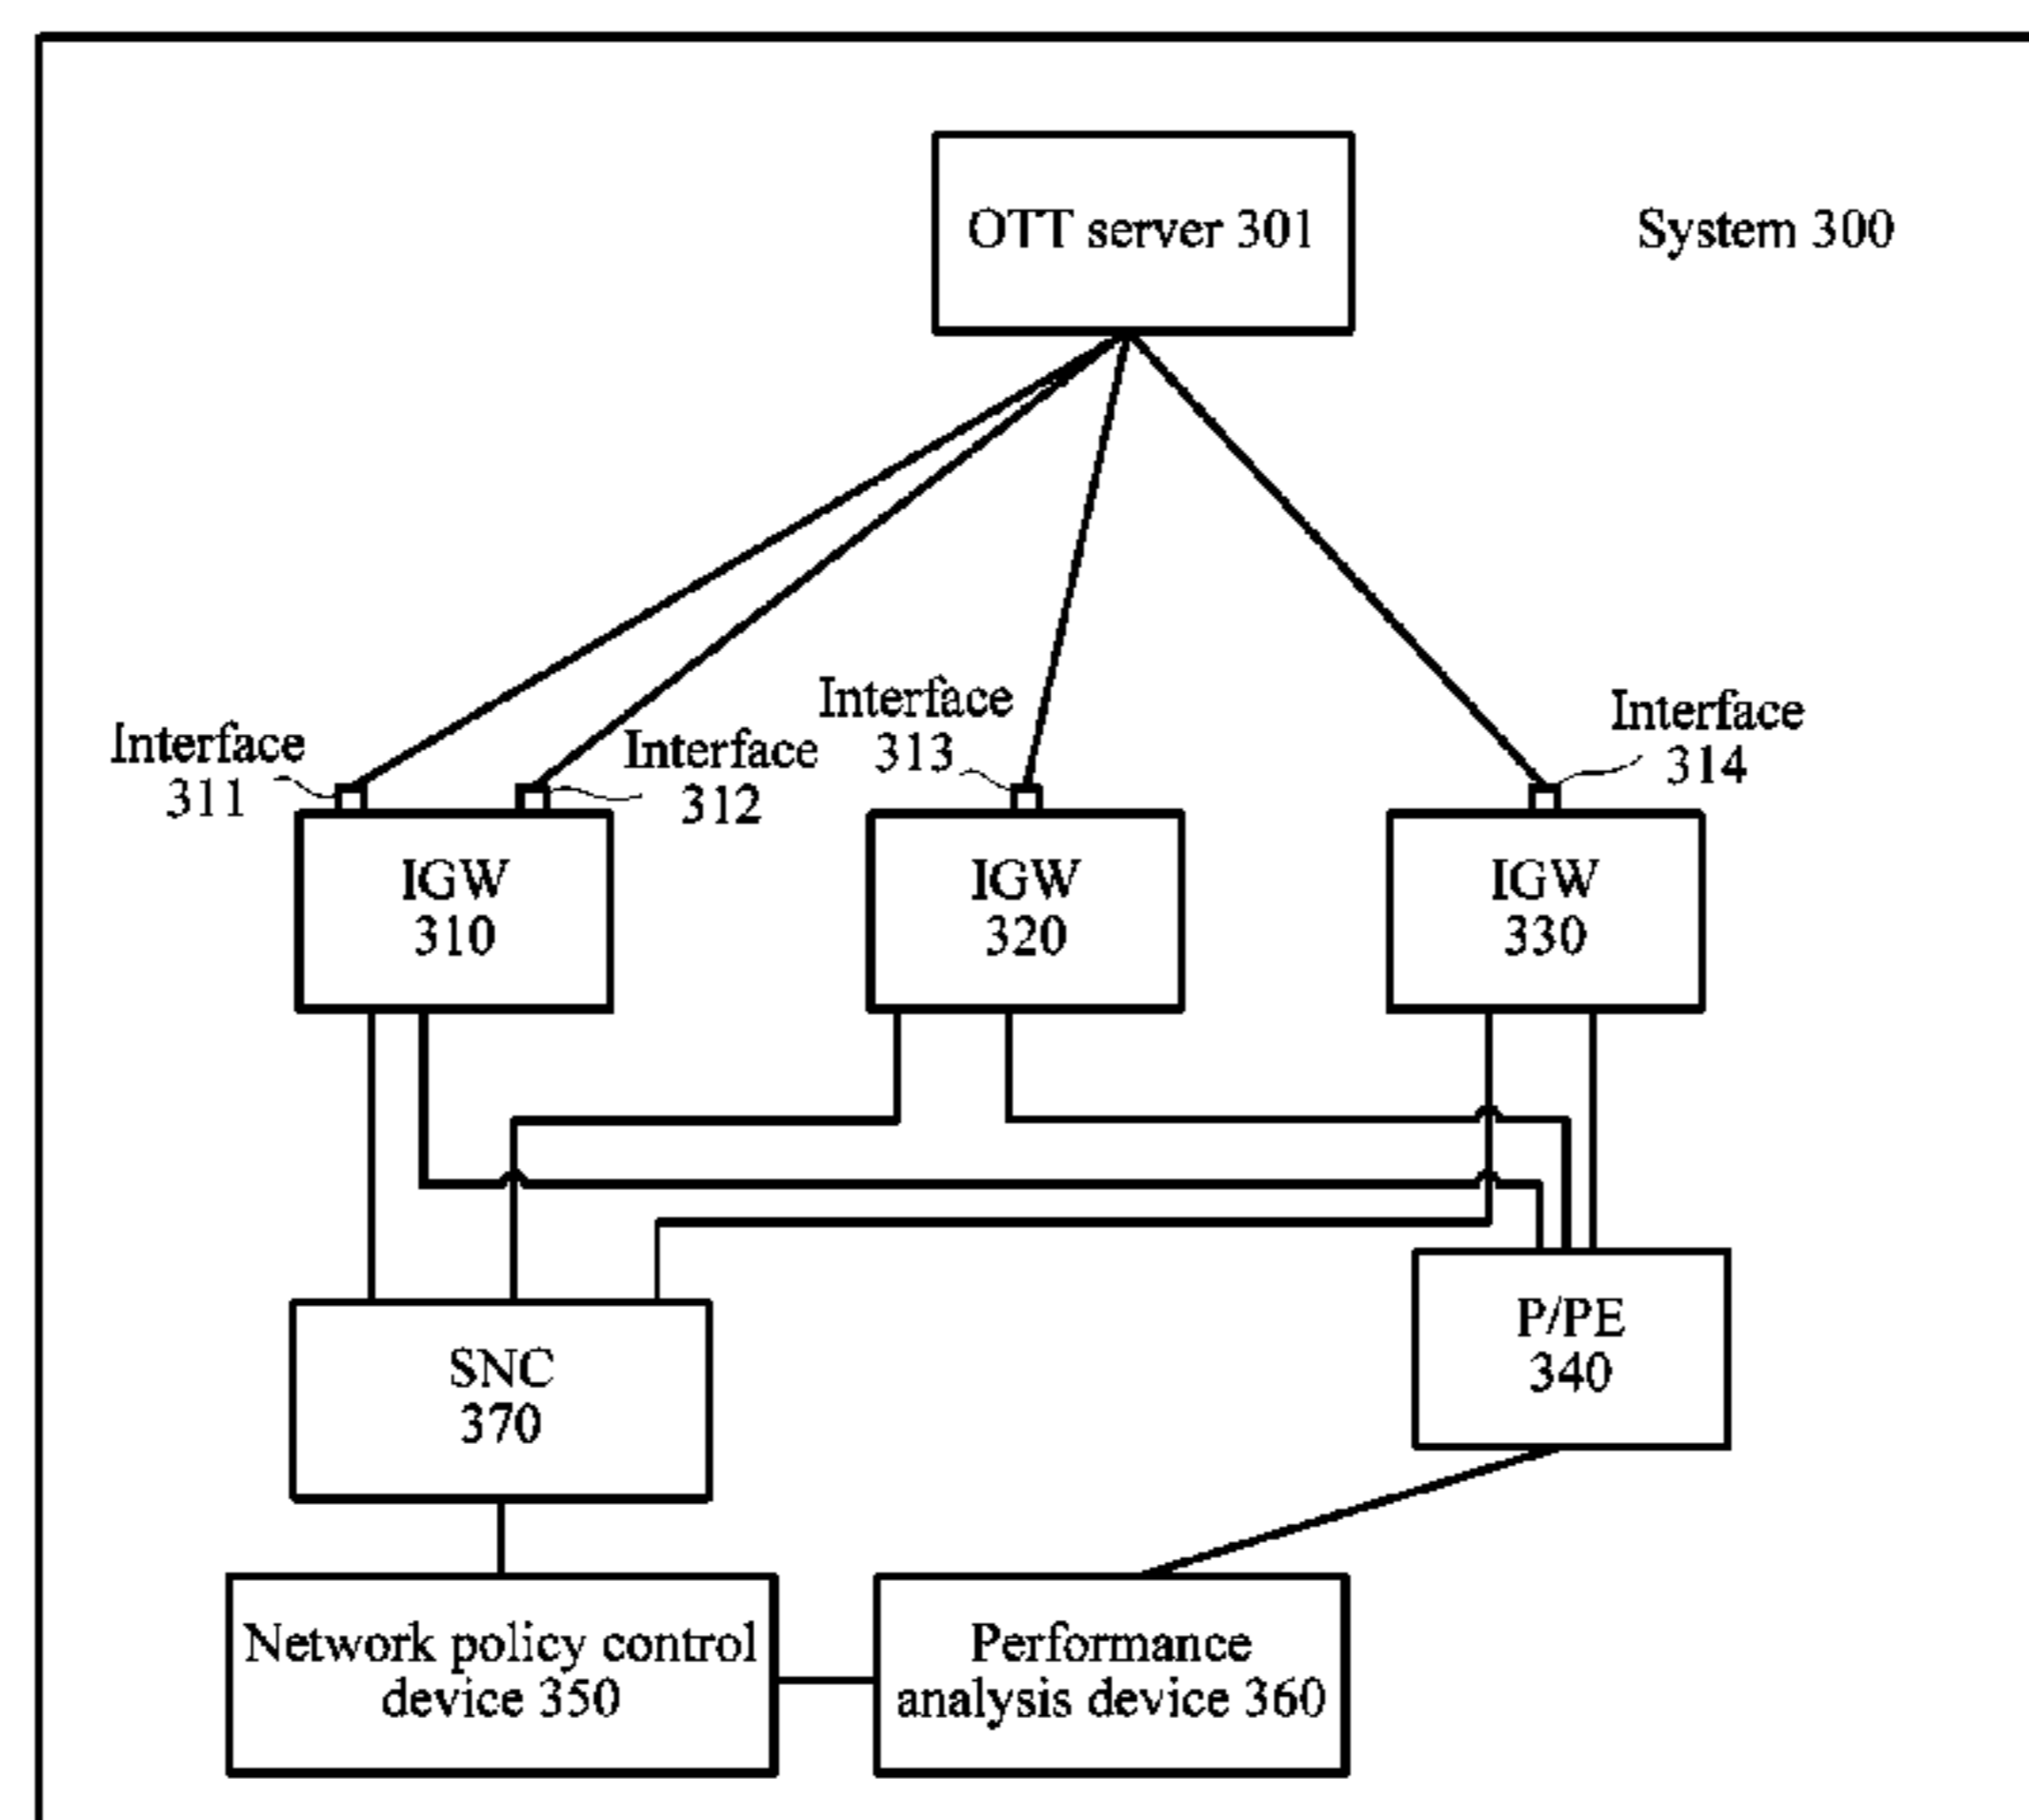 OTT server 301
System 300
Interface
311
Interface
312
Interface
313
Interface
314
IGW
310
IGW
320
IGW
330
SNC
370
P/PE
340
Network policy control
device 350
Performance
analysis device 360